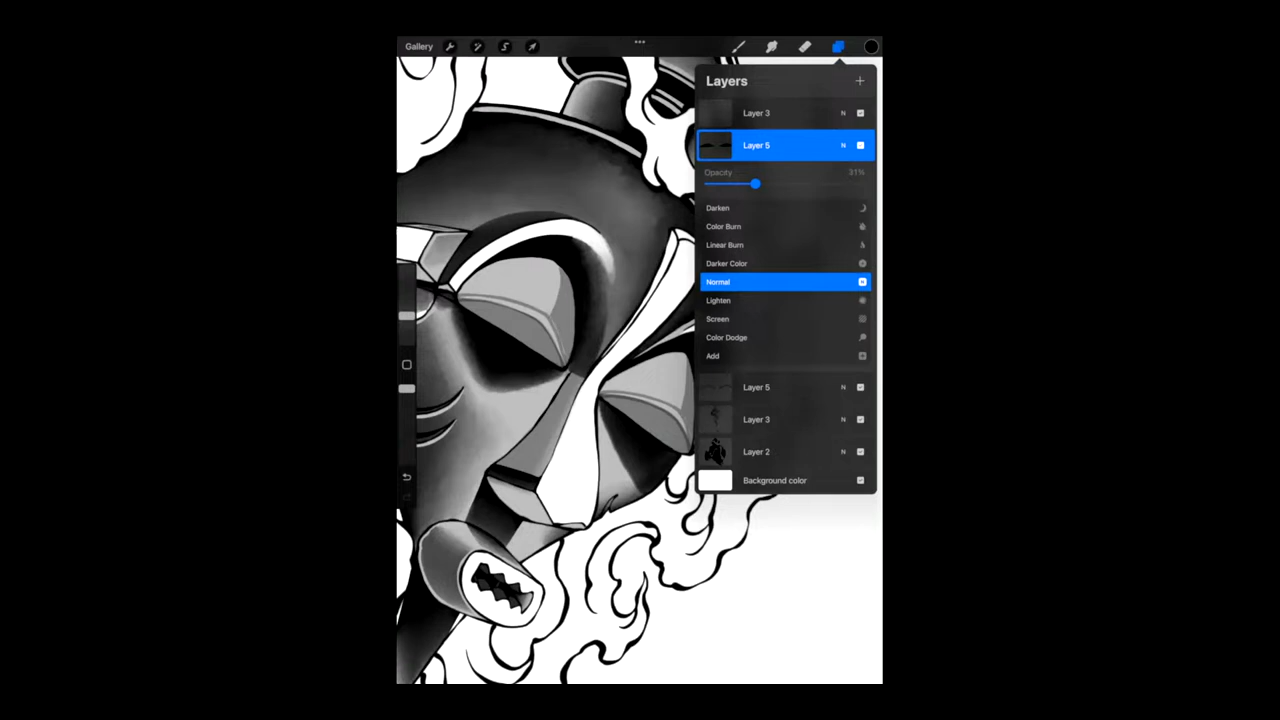 Gallery
Layers
Layer 3 N
Layer 5 N
Opacity 31%
Darken
Color Burn
Linear Burn
Darker Color
Normal N
Lighten
Screen
Color Dodge
Add
Layer 5 N
Layer 3 N
Layer 2 N
Background color